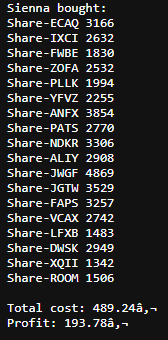 Sienna bought:
Share-ECAQ 3166
Share-IXCI 2632
Share-FWBE 1830
Share-ZOFA 2532
Share-PLLK 1994
Share-YFVZ 2255
Share-ANFX 3854
Share-PATS 2770
Share-NDKR 3306
Share-ALIY 2908
Share-JWGF 4869
Share-JGTW 3529
Share-FAPS 3257
Share-VCAX 2742
Share-LFXB 1483
Share-DWSK 2949
Share-XQII 1342
Share-ROOM 1506
Total cost: 489.24â‚¬
Profit: 193.78â‚¬